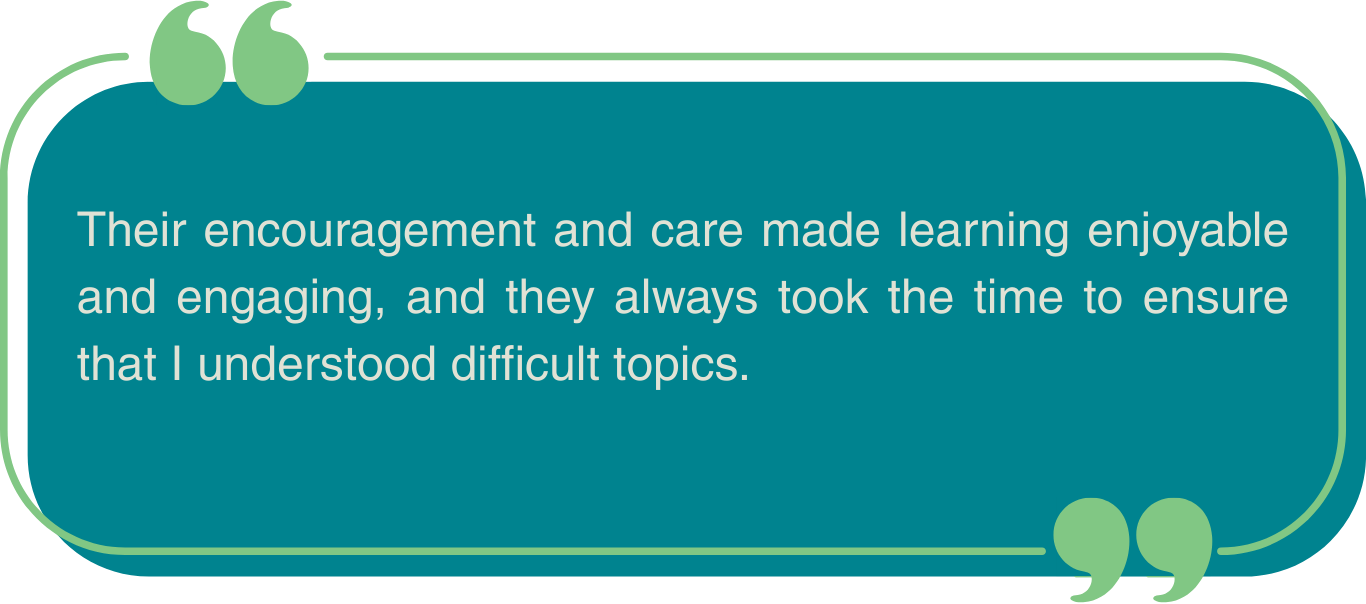 Their encouragement and care made learning enjoyable
and engaging, and they always took the time to ensure
that I understood difficult topics.